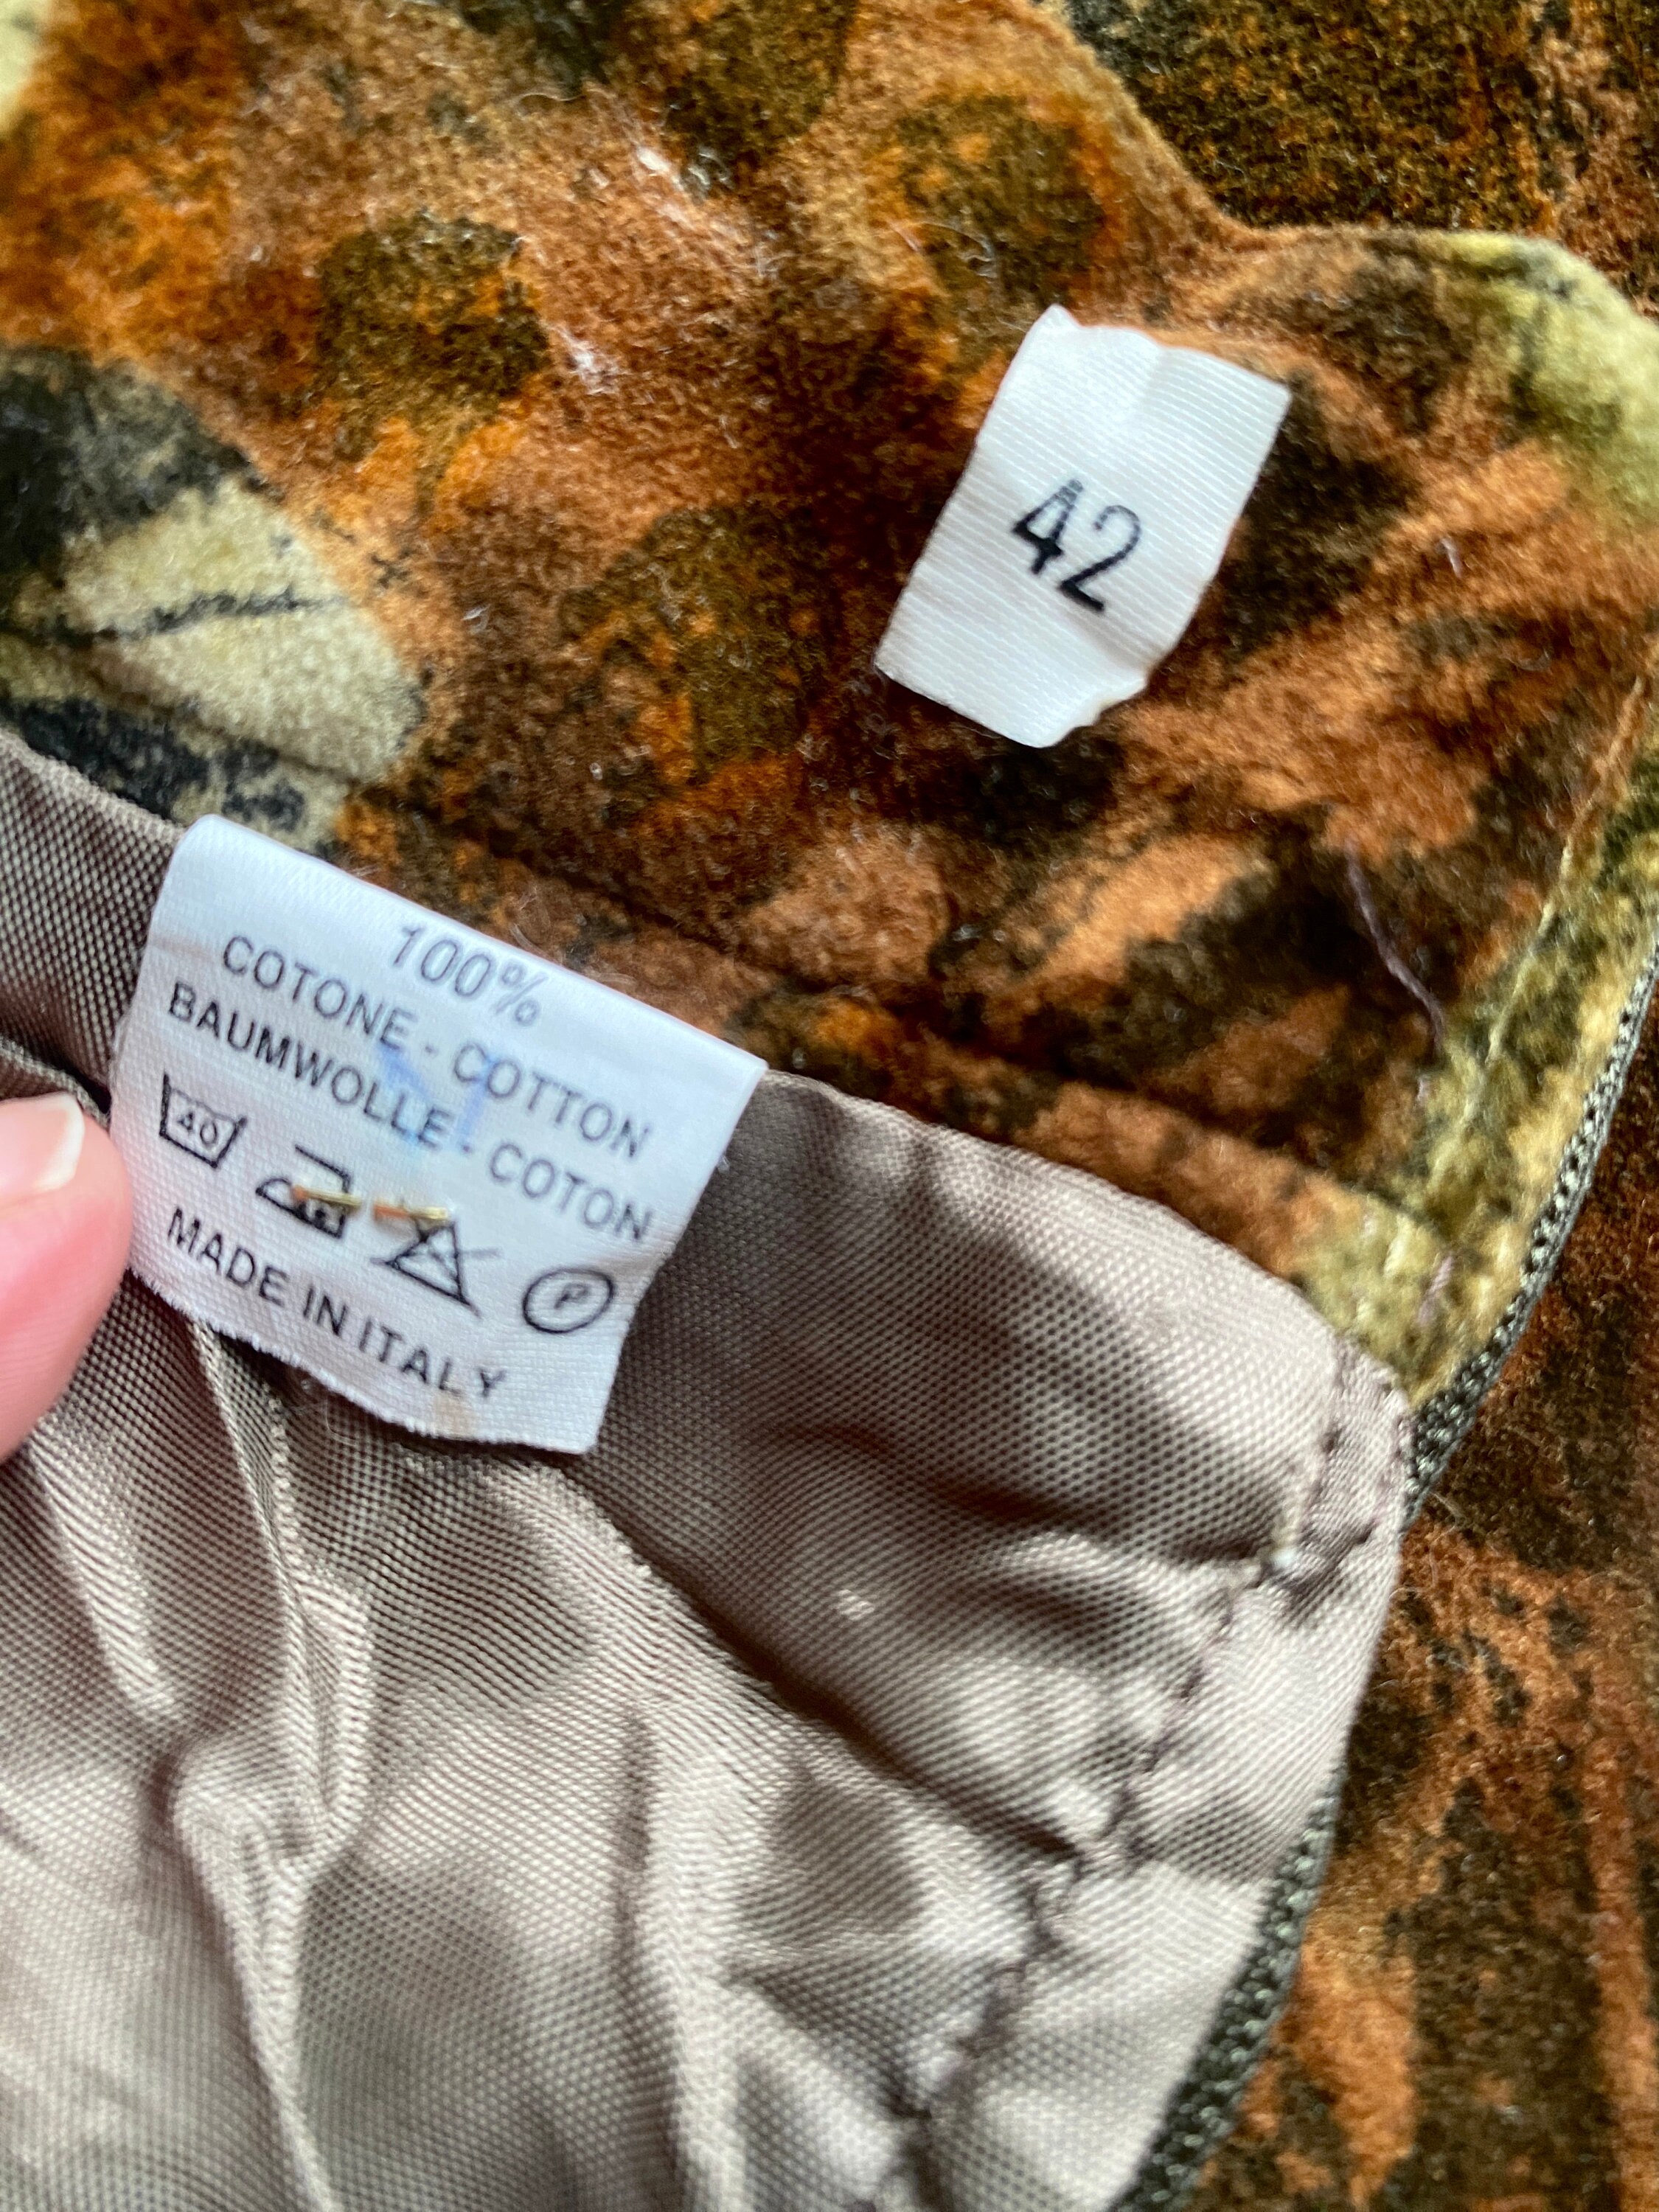 42
100%
COTONE - COTTON
BAUMWOLLE - COTON
40
P
MADE IN ITALY